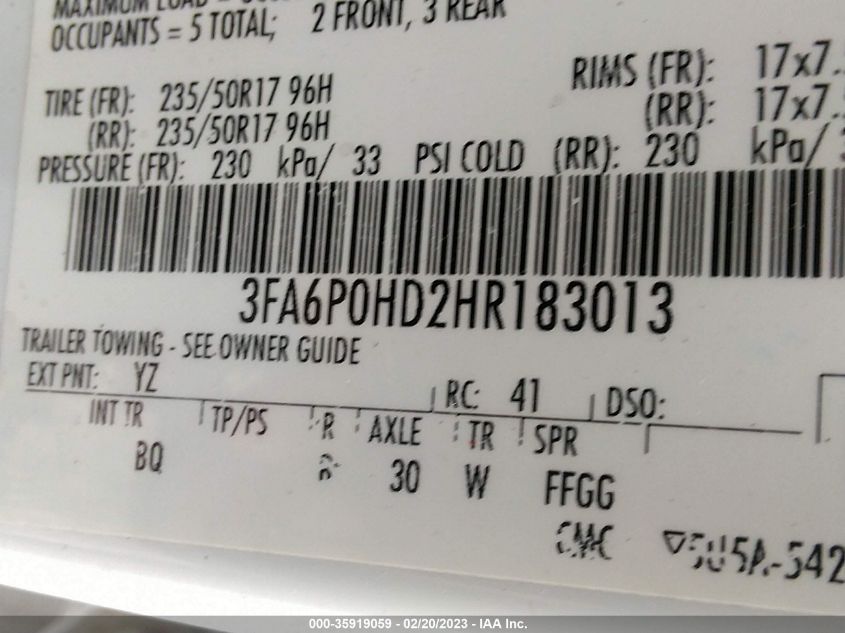 OCCUPANTS = 5 TOTAL; 2 FRONT, 3 REAR
TIRE (FR): 235/50R17 96H RIMS (FR): 17x7.
(RR): 235/50R17 96H (RR): 17x7.
PRESSURE (FR): 230 kPa/ 33 PSI COLD (RR): 230 kPa/
3FA6P0HD2HR183013
TRAILER TOWING - SEE OWNER GUIDE
EXT PNT: YZ RC: 41 DSO:
INT TR TP/PS R AXLE TR SPR
BQ 30 W FFGG
000-35919059 - 02/20/2023 - IAA Inc.